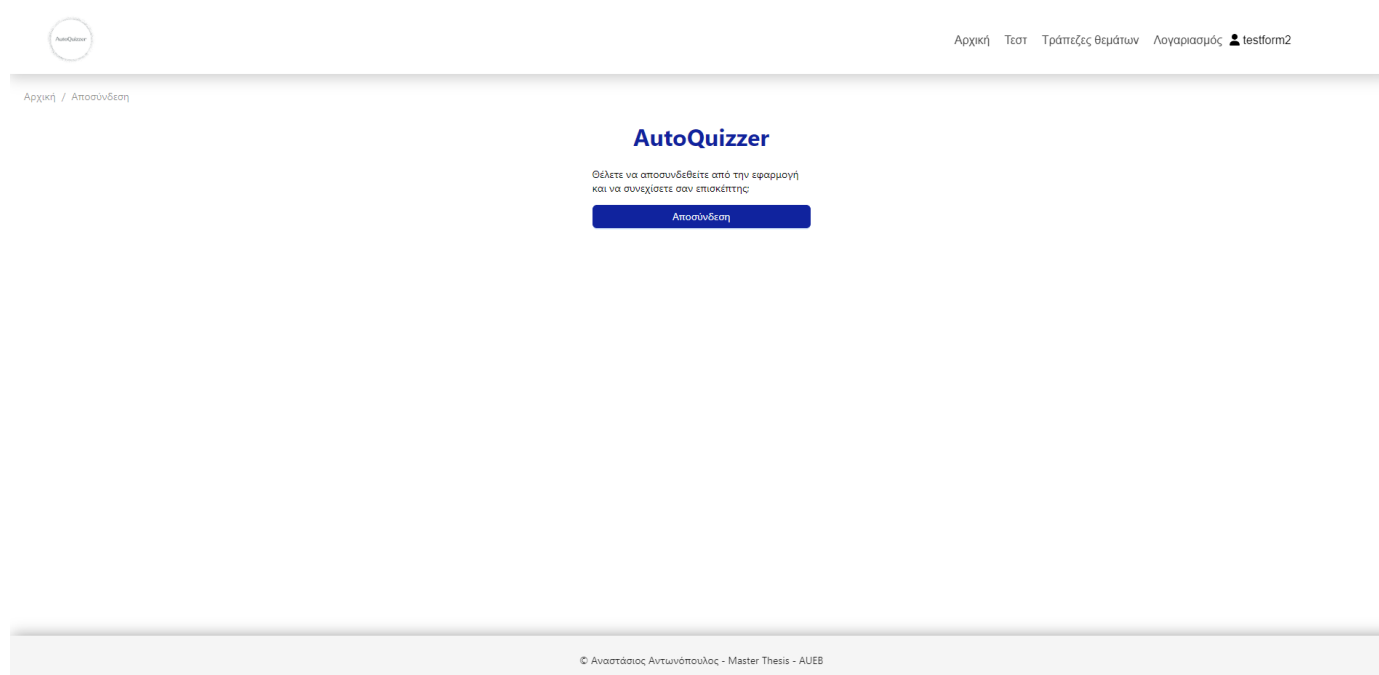 AutoQuizzer
Αρχική Τεστ Τράπεζες θεμάτων Λογαριασμός testform2
Αρχική / Αποσύνδεση
AutoQuizzer
Θέλετε να αποσυνδεθείτε από την εφαρμογή
και να συνεχίσετε σαν επισκέπτης;
Αποσύνδεση
© Αναστάσιος Αντωνόπουλος - Master Thesis - AUEB